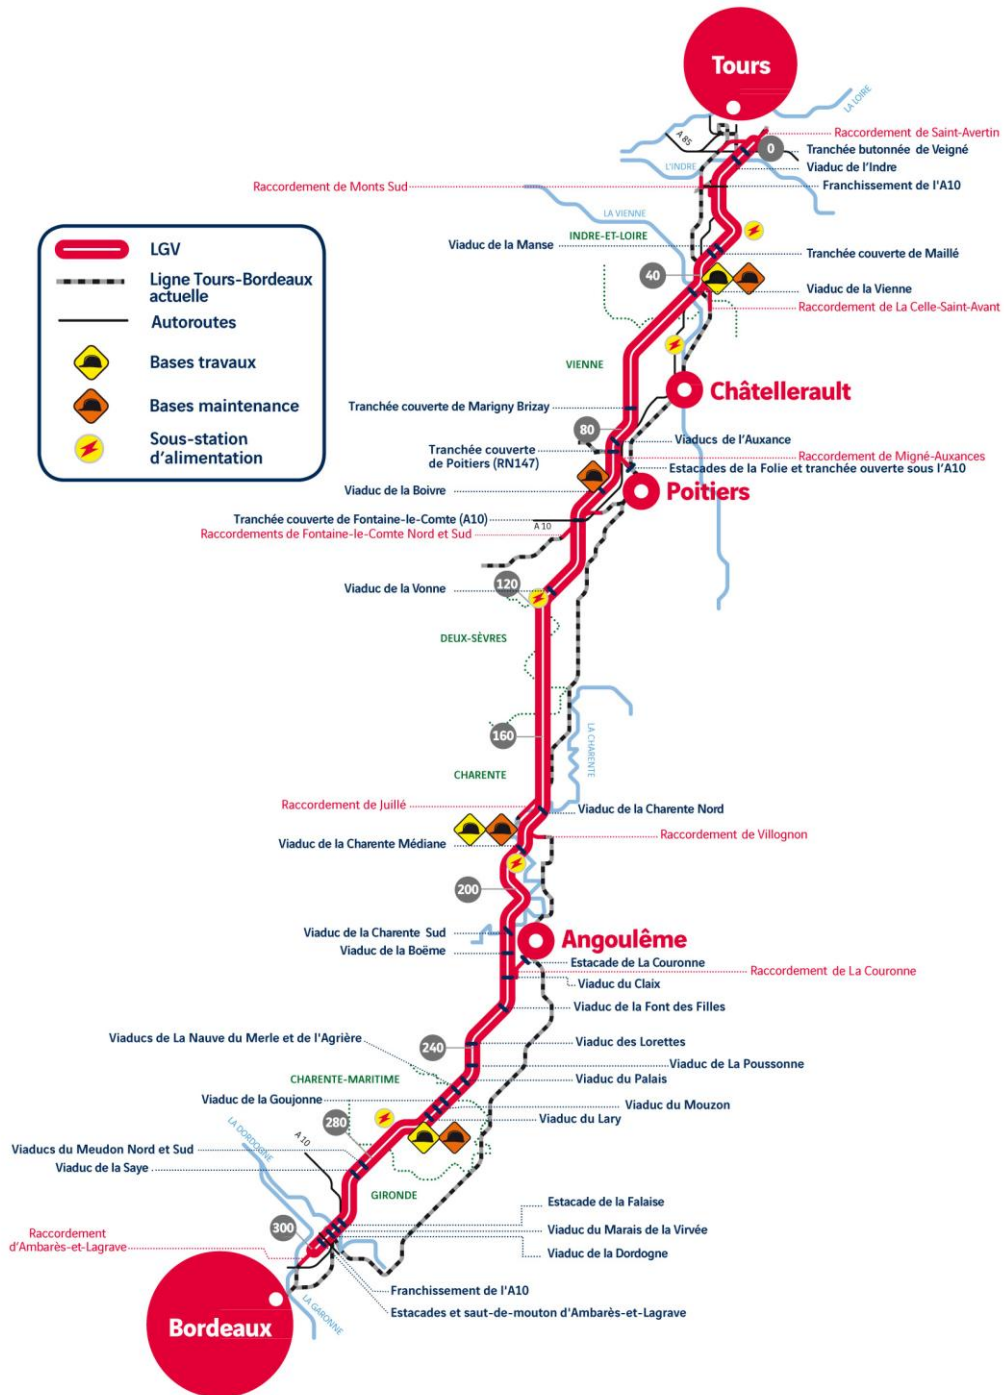 Tours
LA LOIRE
A 85
Raccordement de Saint-Avertin
0
Tranchée butonnée de Veigné
L'INDRE
Viaduc de l'Indre
Raccordement de Monts Sud
Franchissement de l'A10
LA VIENNE
INDRE-ET-LOIRE
Viaduc de la Manse
Tranchée couverte de Maillé
LGV
Ligne Tours-Bordeaux
actuelle
Autoroutes
Bases travaux
Bases maintenance
Sous-station
d'alimentation
40
Viaduc de la Vienne
Raccordement de La Celle-Saint-Avant
VIENNE
Châtellerault
Tranchée couverte de Marigny Brizay
80
Viaducs de l'Auxance
Tranchée couverte
de Poitiers (RN147)
Raccordement de Migné-Auxances
Estacades de la Folie et tranchée ouverte sous l'A10
Viaduc de la Boivre
Poitiers
Tranchée couverte de Fontaine-le-Comte (A10)
A 10
Raccordements de Fontaine-le-Comte Nord et Sud
120
Viaduc de la Vonne
DEUX-SÈVRES
160
LA CHARENTE
CHARENTE
Raccordement de Juillé
Viaduc de la Charente Nord
Raccordement de Villognon
Viaduc de la Charente Médiane
200
Viaduc de la Charente Sud
Angoulême
Viaduc de la Boëme
Estacade de La Couronne
Raccordement de La Couronne
Viaduc du Claix
Viaduc de la Font des Filles
Viaducs de La Nauve du Merle et de l'Agrière
240
Viaduc des Lorettes
Viaduc de La Poussonne
CHARENTE-MARITIME
Viaduc du Palais
Viaduc de la Goujonne
Viaduc du Mouzon
280
Viaduc du Lary
LA DORDOGNE
A 10
Viaducs du Meudon Nord et Sud
Viaduc de la Saye
GIRONDE
Estacade de la Falaise
300
Raccordement
d'Ambarès-et-Lagrave
Viaduc du Marais de la Virvée
Viaduc de la Dordogne
Franchissement de l'A10
LA GARONNE
Estacades et saut-de-mouton d'Ambarès-et-Lagrave
Bordeaux